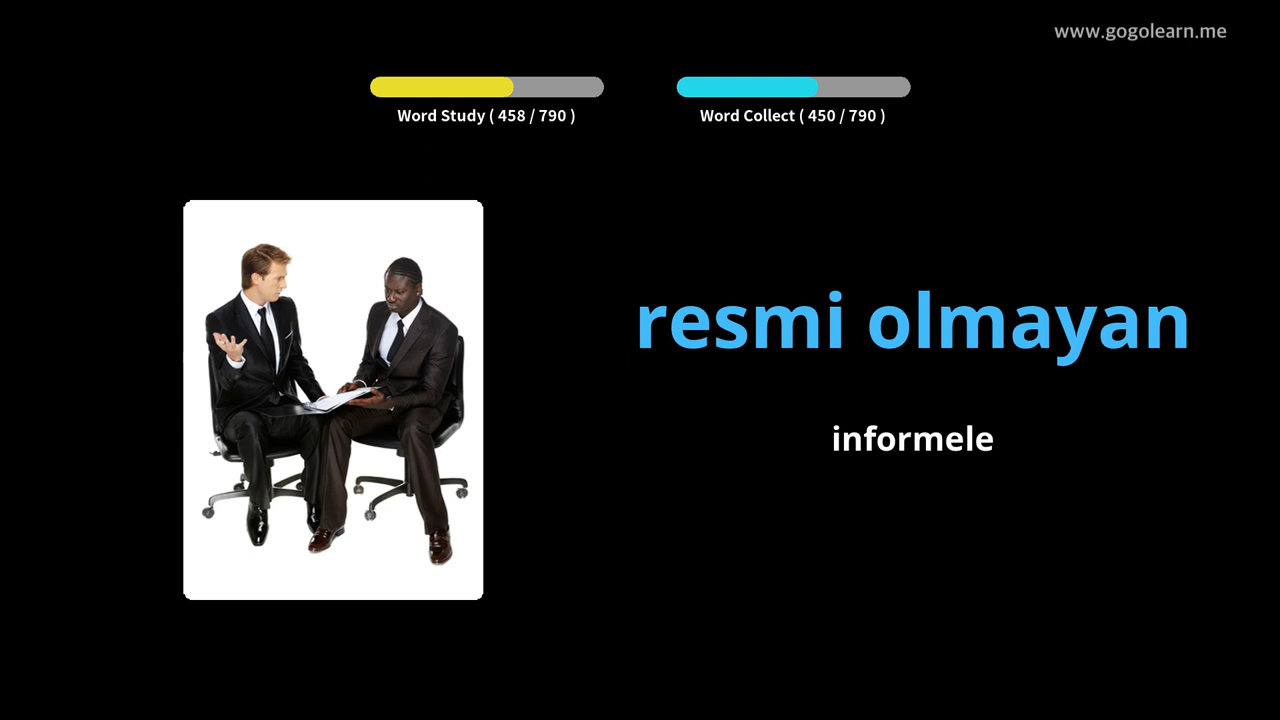 www.gogolearn.me
Word Study ( 458 / 790 )
Word Collect ( 450 / 790 )
resmi olmayan
informele